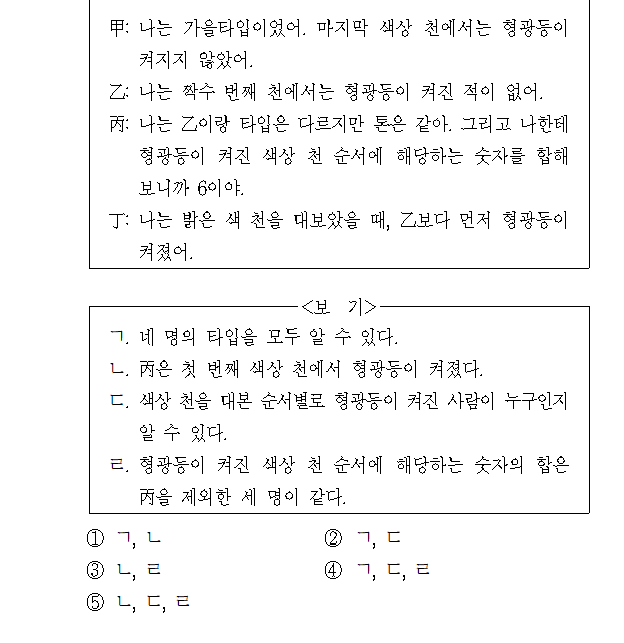 甲: 나는 가을타입이었어. 마지막 색상 천에서는 형광등이
켜지지 않았어.
乙: 나는 짝수 번째 천에서는 형광등이 켜진 적이 없어.
丙: 나는 乙이랑 타입은 다르지만 톤은 같아. 그리고 나한테
형광등이 켜진 색상 천 순서에 해당하는 숫자를 합해
보니까 6이야.
丁: 나는 밝은 색 천을 대보았을 때, 乙보다 먼저 형광등이
켜졌어.
<보 기>
ㄱ. 네 명의 타입을 모두 알 수 있다.
ㄴ. 丙은 첫 번째 색상 천에서 형광등이 켜졌다.
ㄷ. 색상 천을 대본 순서별로 형광등이 켜진 사람이 누구인지
알 수 있다.
ㄹ. 형광등이 켜진 색상 천 순서에 해당하는 숫자의 합은
丙을 제외한 세 명이 같다.
① ㄱ, ㄴ ② ㄱ, ㄷ
③ ㄴ, ㄹ ④ ㄱ, ㄷ, ㄹ
⑤ ㄴ, ㄷ, ㄹ